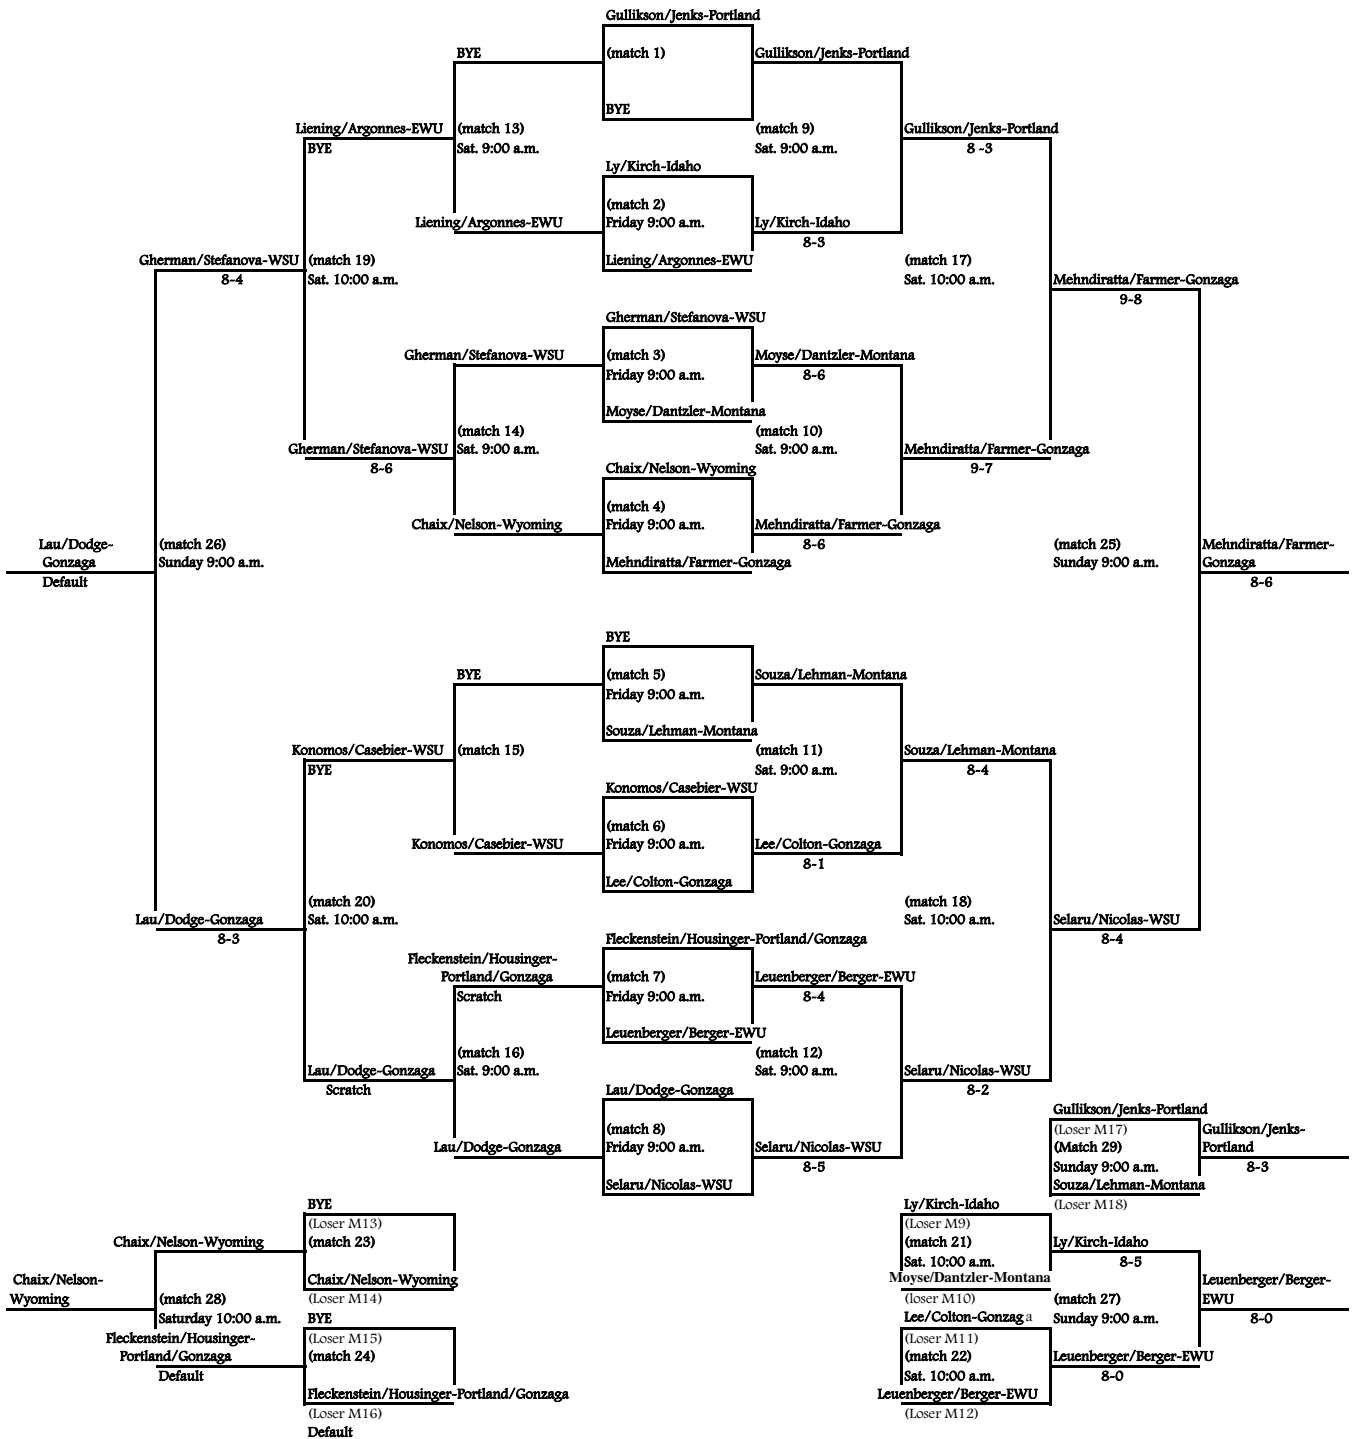 Gullikson/Jenks-Portland
BYE
(match 1)
Gullikson/Jenks-Portland
BYE
Liening/Argonnes-EWU
(match 13)
(match 9)
Gullikson/Jenks-Portland
BYE
Sat. 9:00 a.m.
Sat. 9:00 a.m.
8 -3
Ly/Kirch-Idaho
(match 2)
Liening/Argonnes-EWU
Friday 9:00 a.m.
Ly/Kirch-Idaho
8-3
Gherman/Stefanova-WSU
(match 19)
Liening/Argonnes-EWU
(match 17)
8-4
Sat. 10:00 a.m.
Sat. 10:00 a.m.
Mehndiratta/Farmer-Gonzaga
9-8
Gherman/Stefanova-WSU
Gherman/Stefanova-WSU
(match 3)
Moyse/Dantzler-Montana
Friday 9:00 a.m.
8-6
Moyse/Dantzler-Montana
(match 14)
(match 10)
Gherman/Stefanova-WSU
Sat. 9:00 a.m.
Sat. 9:00 a.m.
Mehndiratta/Farmer-Gonzaga
8-6
Chaix/Nelson-Wyoming
9-7
(match 4)
Chaix/Nelson-Wyoming
Friday 9:00 a.m.
Mehndiratta/Farmer-Gonzaga
8-6
Lau/Dodge-
Gonzaga
(match 26)
Sunday 9:00 a.m.
Mehndiratta/Farmer-Gonzaga
(match 25)
Sunday 9:00 a.m.
Mehndiratta/Farmer-
Gonzaga
Default
8-6
BYE
BYE
(match 5)
Souza/Lehman-Montana
Friday 9:00 a.m.
Souza/Lehman-Montana
Konomos/Casebier-WSU
(match 15)
(match 11)
Souza/Lehman-Montana
BYE
Sat. 9:00 a.m.
8-4
Konomos/Casebier-WSU
(match 6)
Konomos/Casebier-WSU
Friday 9:00 a.m.
Lee/Colton-Gonzaga
8-1
Lee/Colton-Gonzaga
(match 20)
(match 18)
Lau/Dodge-Gonzaga
Sat. 10:00 a.m.
Sat. 10:00 a.m.
Selaru/Nicolas-WSU
8-3
8-4
Fleckenstein/Housinger-Portland/Gonzaga
Fleckenstein/Housinger-
Portland/Gonzaga
(match 7)
Leuenberger/Berger-EWU
Scratch
Friday 9:00 a.m.
8-4
Leuenberger/Berger-EWU
(match 16)
(match 12)
Lau/Dodge-Gonzaga
Sat. 9:00 a.m.
Sat. 9:00 a.m.
Selaru/Nicolas-WSU
Scratch
Lau/Dodge-Gonzaga
8-2
Gullikson/Jenks-Portland
(match 8)
(Loser M17)
Gullikson/Jenks-
Portland
Lau/Dodge-Gonzaga
Friday 9:00 a.m.
Selaru/Nicolas-WSU
(Match 29)
8-5
Sunday 9:00 a.m.
8-3
Selaru/Nicolas-WSU
Souza/Lehman-Montana
BYE
Ly/Kirch-Idaho
(Loser M18)
(Loser M13)
(Loser M9)
Chaix/Nelson-Wyoming
(match 23)
(match 21)
Ly/Kirch-Idaho
Sat. 10:00 a.m.
8-5
Chaix/Nelson-
Wyoming
Chaix/Nelson-Wyoming
Moyse/Dantzler-Montana
Leuenberger/Berger-
EWU
(match 28)
(Loser M14)
(loser M10)
(match 27)
Saturday 10:00 a.m.
BYE
Lee/Colton-Gonzaga
Sunday 9:00 a.m.
8-0
Fleckenstein/Housinger-
Portland/Gonzaga
(Loser M15)
(Loser M11)
(match 24)
(match 22)
Leuenberger/Berger-EWU
Default
Sat. 10:00 a.m.
8-0
Fleckenstein/Housinger-Portland/Gonzaga
Leuenberger/Berger-EWU
(Loser M16)
(Loser M12)
Default